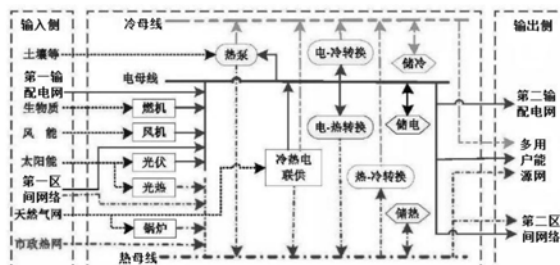 输入侧
冷母线
输出侧
土壤等
热泵
电-冷转换
储冷
第一输
配电网
电母线
第二输
配电网
生物质
燃机
风 能
风机
电-热转换
储电
太阳能
光伏
冷热电
联供
热-冷转换
多用
户能
源网
第一区
间网络
光热
天然气网
锅炉
储热
第二区
间网络
市政热网
热母线